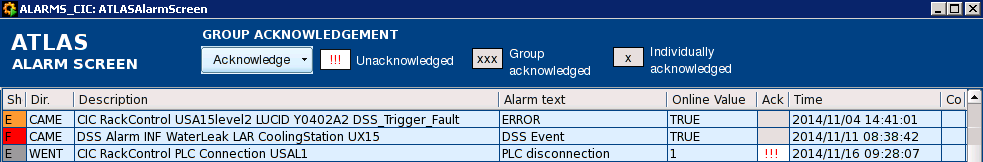 ALARMS_CIC: ATLASAlarmScreen
ATLAS
ALARM SCREEN
GROUP ACKNOWLEDGEMENT
Acknowledge
!!! Unacknowledged
xxx Group
acknowledged
x Individually
acknowledged
Sh Dir. Description Alarm text Online Value Ack Time Co
E CAME CIC RackControl USA15level2 LUCID Y0402A2 DSS_Trigger_Fault ERROR TRUE 2014/11/04 14:41:01
F CAME DSS Alarm INF WaterLeak LAR CoolingStation UX15 DSS Event TRUE 2014/11/11 08:38:42
E WENT CIC RackControl PLC Connection USAL1 PLC disconnection 1 !!! 2014/11/16 09:28:07